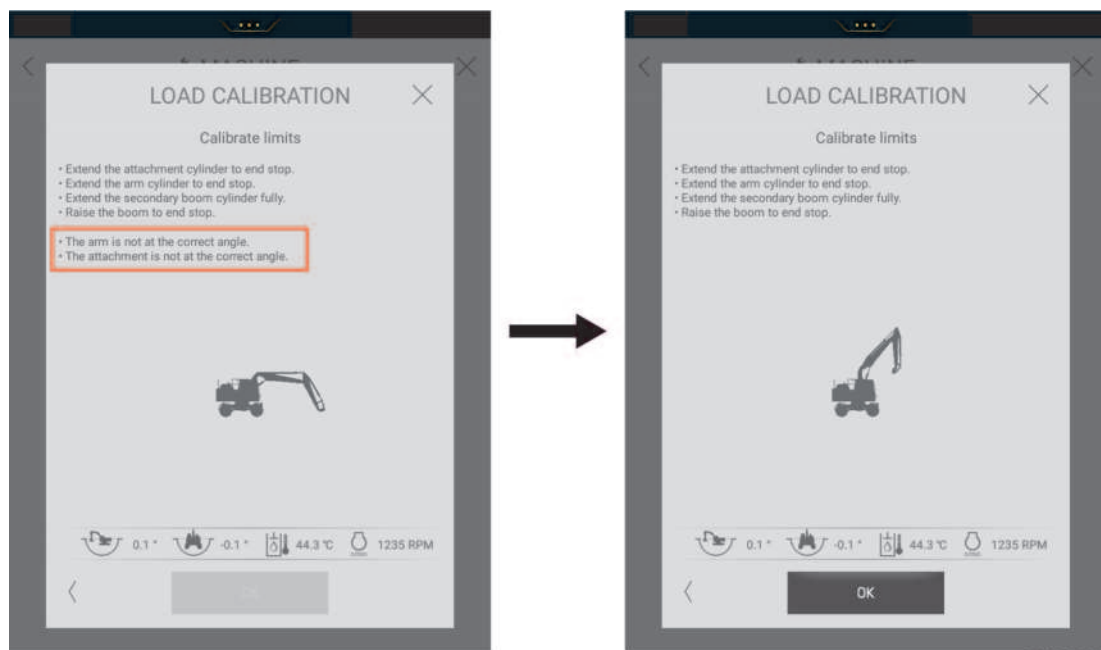 LOAD CALIBRATION
Calibrate limits
• Extend the attachment cylinder to end stop.
• Extend the arm cylinder to end stop.
• Extend the secondary boom cylinder fully.
• Raise the boom to end stop.
• The arm is not at the correct angle.
• The attachment is not at the correct angle.
0.1 ° -0.1 ° 44.3 °C 1235 RPM
OK
LOAD CALIBRATION
Calibrate limits
• Extend the attachment cylinder to end stop.
• Extend the arm cylinder to end stop.
• Extend the secondary boom cylinder fully.
• Raise the boom to end stop.
0.1 ° -0.1 ° 44.3 °C 1235 RPM
OK